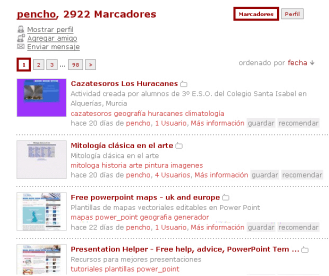 pencho, 2922 Marcadores
Marcadores Perfil
Mostrar perfil
Agregar amigo
Enviar mensaje
1 2 3 ... 98 »
ordenado por fecha
Cazatesoros Los Huracanes
Actividad creada por alumnos de 3º E.S.O. del Colegio Santa Isabel en
Alquerías, Murcia
cazatesoros geografía huracanes climatología
hace 20 días de pencho, 1 Usuario, Más información guardar recomendar
Mitología clásica en el arte
Mitología clásica en el arte
mitologa historia arte pintura imagenes
hace 20 días de pencho, 4 Usuarios, Más información guardar recomendar
Free powerpoint maps - uk and europe
Plantillas de mapas vectoriales editables en Power Point
mapas power_point geografia generador
hace 22 días de pencho, 1 Usuario, Más información guardar recomendar
Presentation Helper - Free help, advice, PowerPoint Tem ...
Recursos para mejores presentaciones
tutoriales plantillas power_point